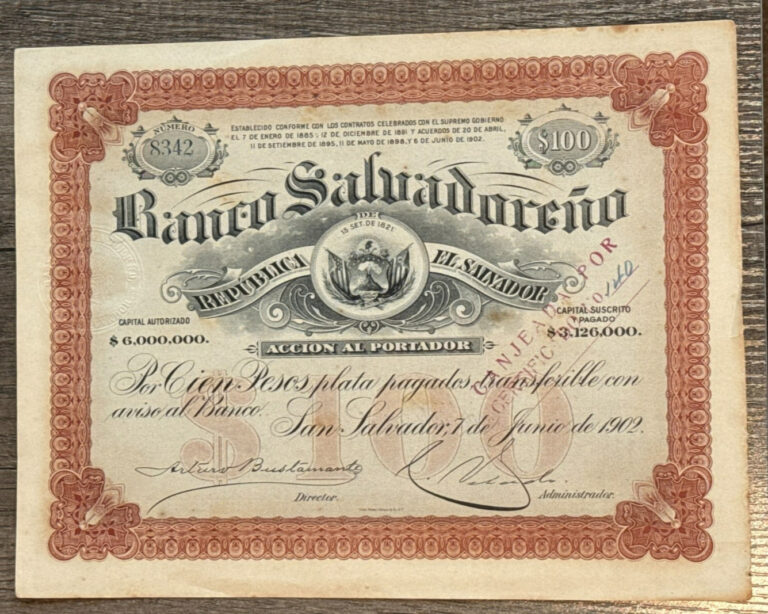 ESTABLECIDO CONFORME CON LOS CONTRATOS CELEBRADOS CON EL SUPREMO GOBIERNO
EL 7 DE ENERO DE 1885; 12 DE DICIEMBRE DE 1891 Y ACUERDOS DE 20 DE ABRIL,
11 DE SETIEMBRE DE 1895, 11 DE MAYO DE 1898, Y 6 DE JUNIO DE 1902.
NUMERO
8342
$100
Banco Salvadoreño
DE
15 SET. DE 1821
REPUBLICA EL SALVADOR
CANJEADA POR
CAPITAL AUTORIZADO
$ 6,000,000.
CAPITAL SUSCRITO
Y PAGADO
$ 3,126,000.
ACCION AL PORTADOR
Por Cien Pesos plata pagados, transferible con
aviso al Banco.
San Salvador, 7 de Junio de 1902.
$100
Arturo Bustamante
Director.
Administrador.